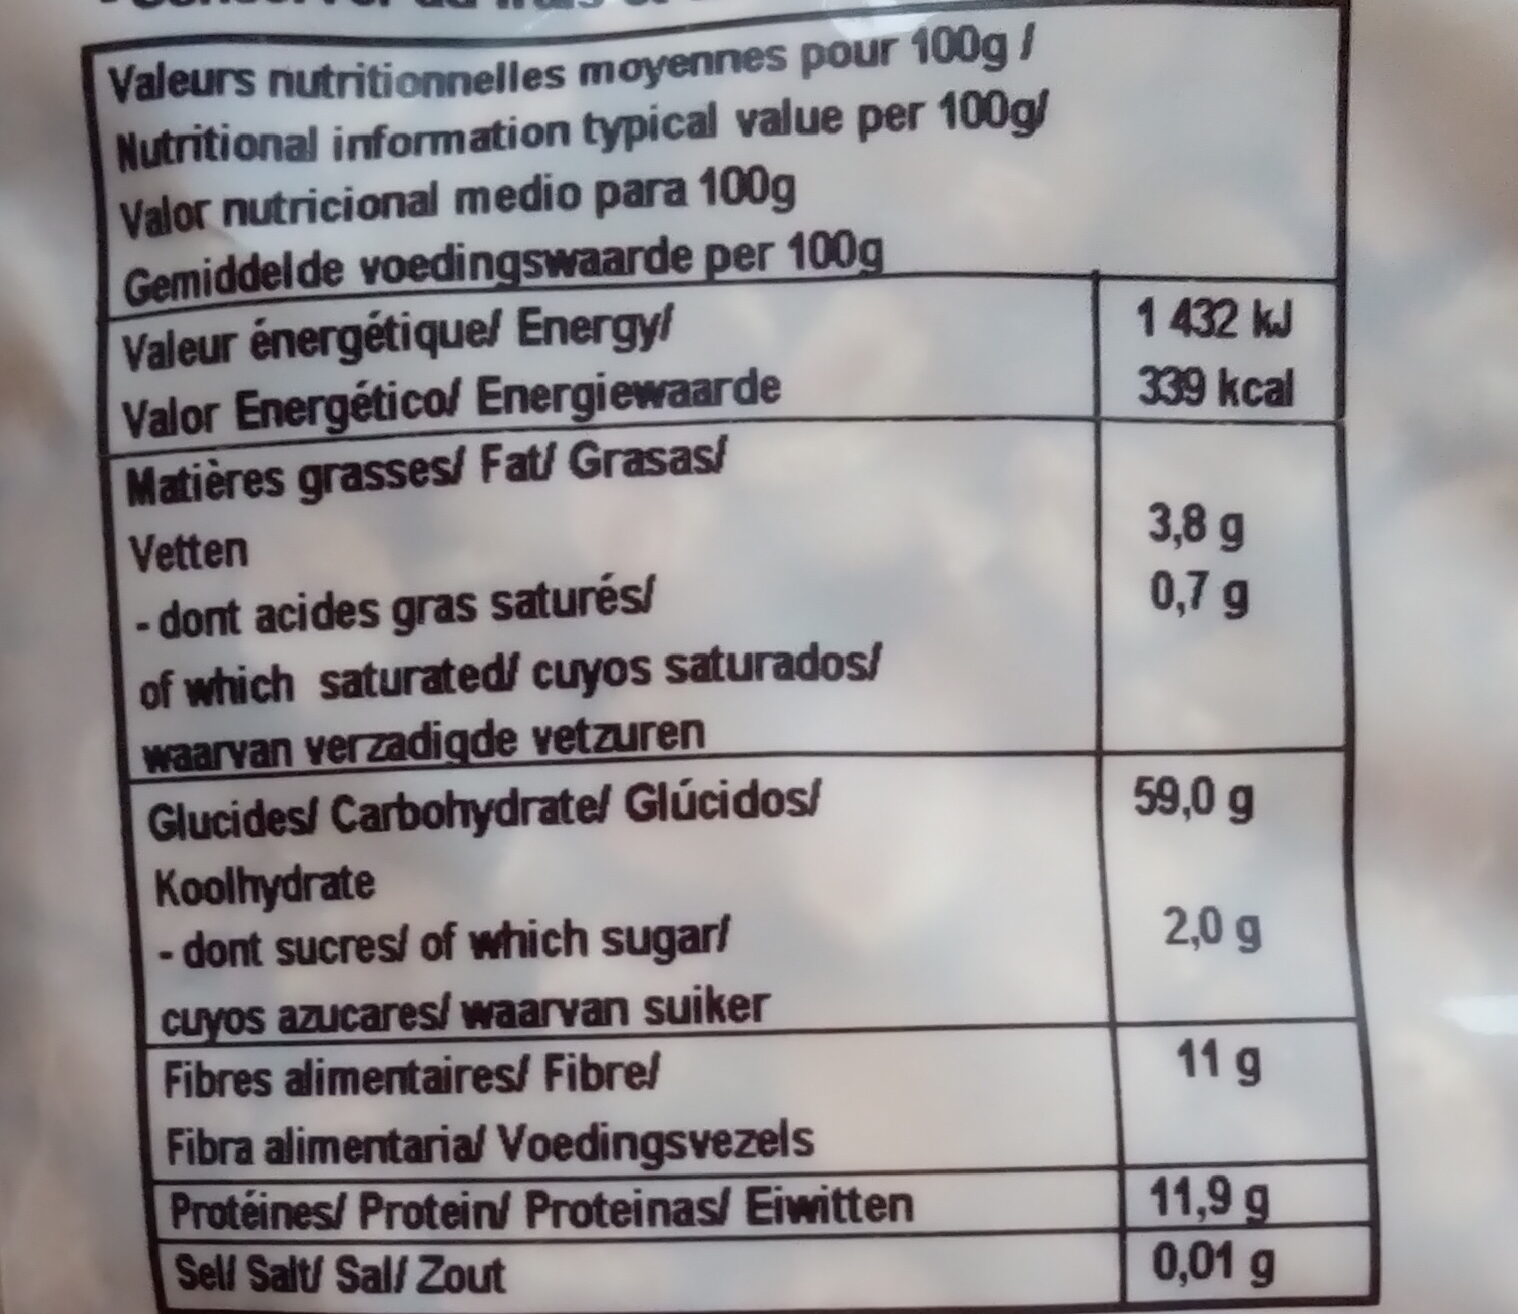 Valeurs nutritionnelles moyennes pour 100g /
Nutritional information typical value per 100g/
Valor nutricional medio para 100g
Gemiddelde voedingswaarde per 100g
Valeur énergétique/ Energy/ 1 432 kJ
Valor Energético/ Energiewaarde 339 kcal
Matières grasses/ Fat/ Grasas/
Vetten 3,8 g
- dont acides gras saturés/ 0,7 g
of which saturated/ cuyos saturados/
waarvan verzadigde vetzuren
Glucides/ Carbohydrate/ Glúcidos/ 59,0 g
Koolhydrate
- dont sucres/ of which sugar/ 2,0 g
cuyos azucares/ waarvan suiker
Fibres alimentaires/ Fibre/ 11 g
Fibra alimentaria/ Voedingsvezels
Protéines/ Protein/ Proteinas/ Eiwitten 11,9 g
Sel/ Salt/ Sal/ Zout 0,01 g